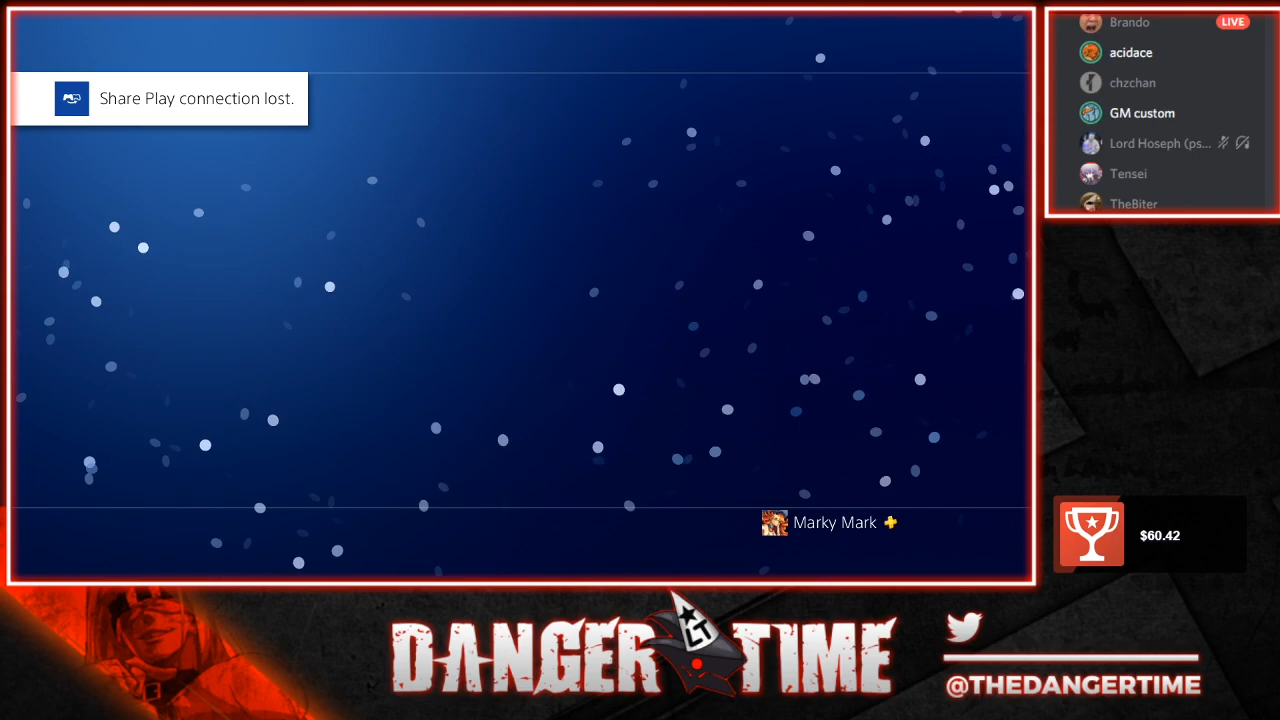 Share Play connection lost.
Marky Mark
Brando
LIVE
acidace
chzchan
GM custom
Lord Hoseph (ps...
Tensei
TheBiter
$60.42
DANGER TIME
LT
@THEDANGERTIME